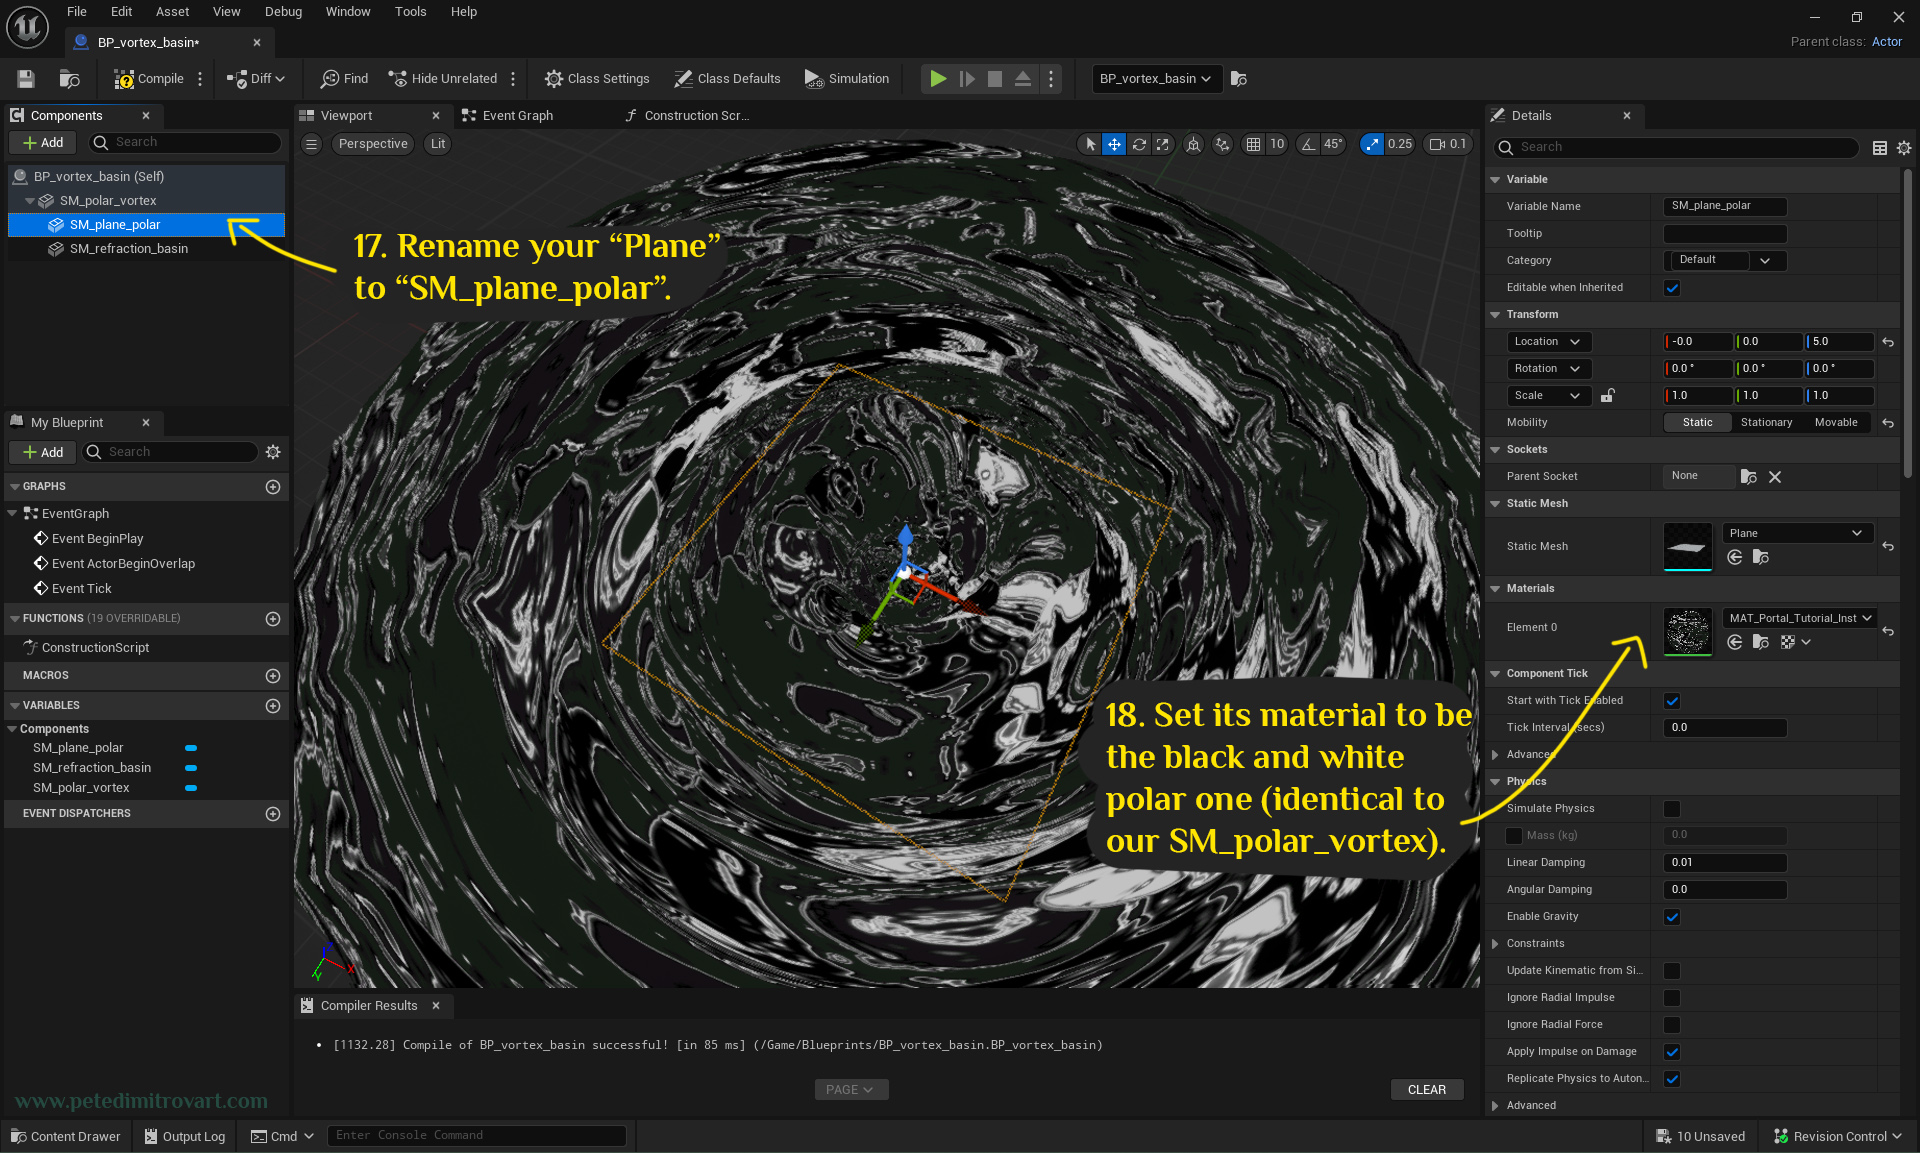 File Edit Asset View Debug Window Tools Help
BP_vortex_basin*
Parent class: Actor
Compile Diff Find Hide Unrelated Class Settings Class Defaults Simulation BP_vortex_basin
Components
Add Search
BP_vortex_basin (Self)
SM_polar_vortex
SM_plane_polar
SM_refraction_basin
My Blueprint
Add Search
GRAPHS
EventGraph
Event BeginPlay
Event ActorBeginOverlap
Event Tick
FUNCTIONS (19 OVERRIDABLE)
ConstructionScript
MACROS
VARIABLES
Components
SM_plane_polar
SM_refraction_basin
SM_polar_vortex
EVENT DISPATCHERS
www.petedimitrovart.com
Viewport Event Graph Construction Scr...
Perspective Lit 10 45° 0.25 0.1
17. Rename your “Plane”
to “SM_plane_polar”.
18. Set its material to be
the black and white
polar one (identical to
our SM_polar_vortex).
Z
X
Y
Compiler Results
• [1132.28] Compile of BP_vortex_basin successful! [in 85 ms] (/Game/Blueprints/BP_vortex_basin.BP_vortex_basin)
PAGE CLEAR
Details
Search
Variable
Variable Name SM_plane_polar
Tooltip
Category Default
Editable when Inherited
Transform
Location -0.0 0.0 5.0
Rotation 0.0 ° 0.0 ° 0.0 °
Scale 1.0 1.0 1.0
Mobility Static Stationary Movable
Sockets
Parent Socket None
Static Mesh
Static Mesh Plane
Materials
Element 0 MAT_Portal_Tutorial_Inst
Component Tick
Start with Tick Enabled
Tick Interval (secs) 0.0
Advanced
Physics
Simulate Physics
Mass (kg) 0.0
Linear Damping 0.01
Angular Damping 0.0
Enable Gravity
Constraints
Update Kinematic from Si...
Ignore Radial Impulse
Ignore Radial Force
Apply Impulse on Damage
Replicate Physics to Auton...
Advanced
Content Drawer Output Log Cmd Enter Console Command 10 Unsaved Revision Control